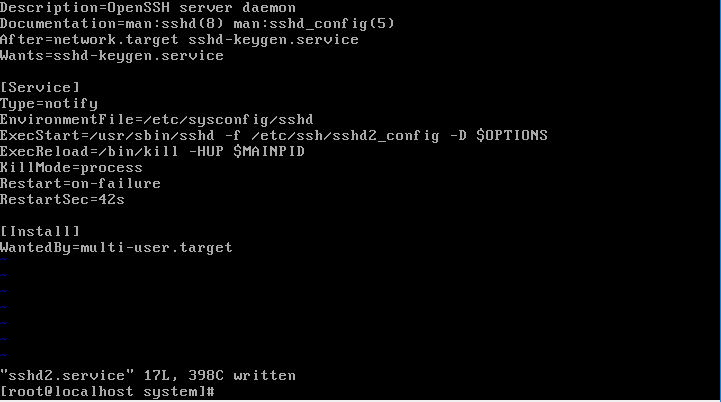 Description=OpenSSH server daemon
Documentation=man:sshd(8) man:sshd_config(5)
After=network.target sshd-keygen.service
Wants=sshd-keygen.service

[Service]
Type=notify
EnvironmentFile=/etc/sysconfig/sshd
ExecStart=/usr/sbin/sshd -f /etc/ssh/sshd2_config -D $OPTIONS
ExecReload=/bin/kill -HUP $MAINPID
KillMode=process
Restart=on-failure
RestartSec=42s

[Install]
WantedBy=multi-user.target
~
~
~
~
~
~
~
"sshd2.service" 17L, 398C written
[root@localhost system]#